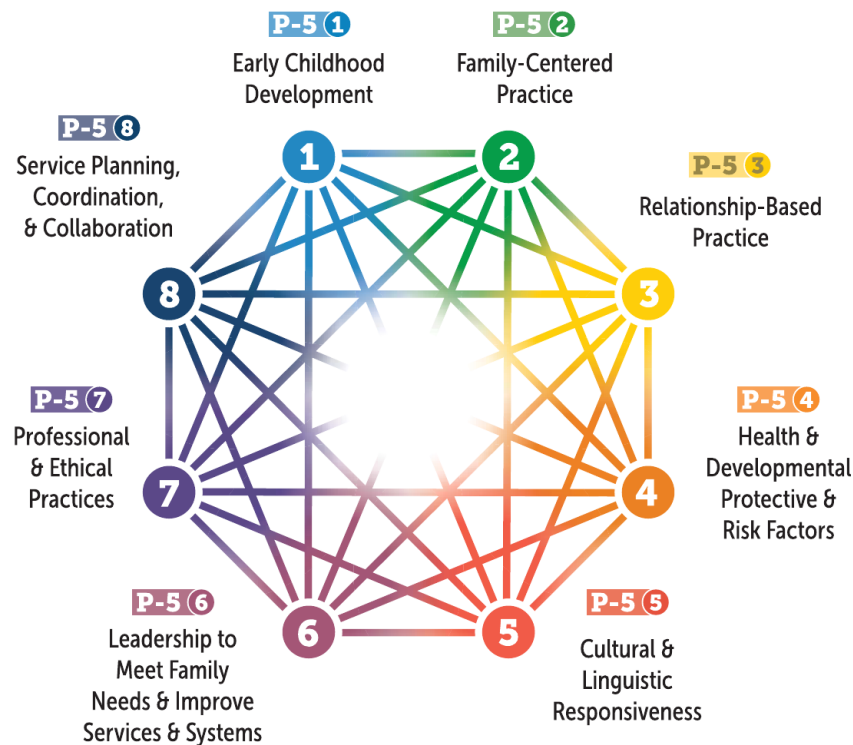 P-5 1
Early Childhood
Development
P-5 2
Family-Centered
Practice
P-5 3
Relationship-Based
Practice
P-5 4
Health &
Developmental
Protective &
Risk Factors
P-5 5
Cultural &
Linguistic
Responsiveness
P-5 6
Leadership to
Meet Family
Needs & Improve
Services & Systems
P-5 7
Professional
& Ethical
Practices
P-5 8
Service Planning,
Coordination,
& Collaboration
1
2
3
4
5
6
7
8